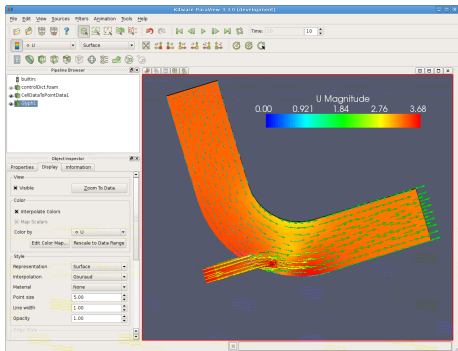 Kitware ParaView 3.3.0 (development)
File Edit View Sources Filters Animation Tools Help
Time: 10 10
U Surface
Pipeline Browser
builtin:
controlDict.foam
CellDataToPointData1
Glyph1
Object Inspector
Properties Display Information
View
Visible Zoom To Data
Color
Interpolate Colors
Map Scalars
Color by U
Edit Color Map... Rescale to Data Range
Style
Representation Surface
Interpolation Gouraud
Material None
Point size 5.00
Line width 1.00
Opacity 1.00
U Magnitude
0.00 0.921 1.84 2.76 3.68